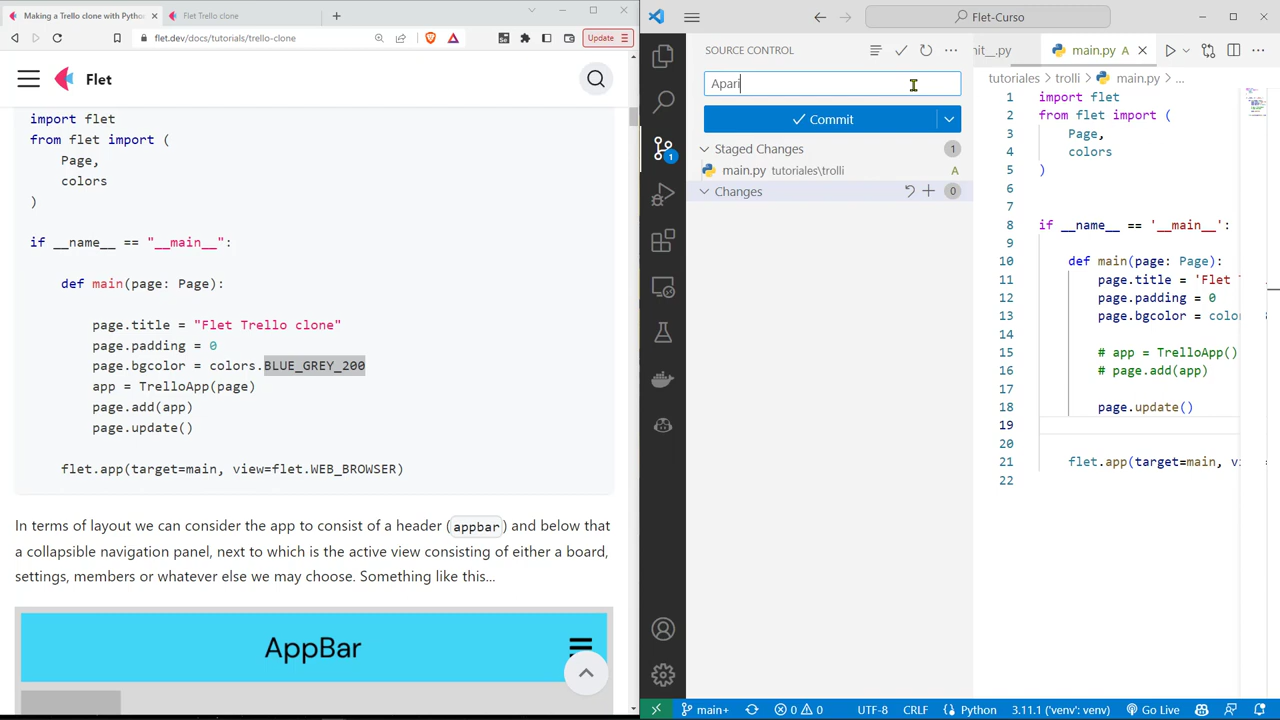 Making a Trello clone with Python
Flet Trello clone
flet.dev/docs/tutorials/trello-clone
Update
Flet
import flet
from flet import (
Page,
colors
)
if __name__ == "__main__":
def main(page: Page):
page.title = "Flet Trello clone"
page.padding = 0
page.bgcolor = colors.BLUE_GREY_200
app = TrelloApp(page)
page.add(app)
page.update()
flet.app(target=main, view=flet.WEB_BROWSER)
In terms of layout we can consider the app to consist of a header (appbar) and below that
a collapsible navigation panel, next to which is the active view consisting of either a board,
settings, members or whatever else we may choose. Something like this...
AppBar
Flet-Curso
SOURCE CONTROL
Apari
Commit
Staged Changes 1
main.py tutoriales\trolli A
Changes 0
1
nit__.py
main.py A
tutoriales > trolli > main.py > ...
1 import flet
2 from flet import (
3 Page,
4 colors
5 )
6
7
8 if __name__ == '__main__':
9
10 def main(page: Page):
11 page.title = 'Flet T
12 page.padding = 0
13 page.bgcolor = color
14
15 # app = TrelloApp()
16 # page.add(app)
17
18 page.update()
19
20
21 flet.app(target=main, vi
22
main+ 0 0 UTF-8 CRLF Python 3.11.1 ('venv': venv) Go Live